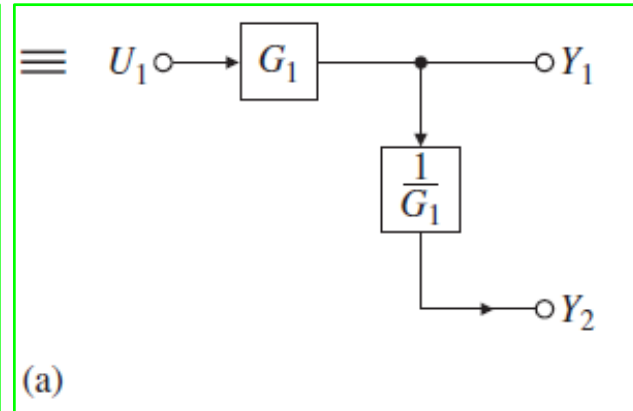 ≡ U₁ G₁ Y₁
1
G₁
Y₂
(a)